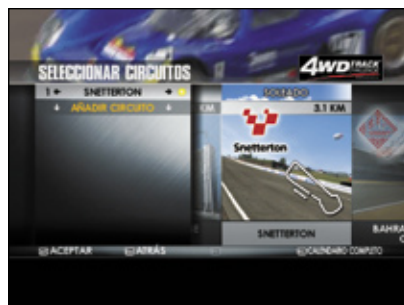 SELECCIONAR CIRCUITOS
4WD TRACK
1 SNETTERTON
AÑADIR CIRCUITO
KM
SOLEADO
3.1 KM
Snetterton
SNETTERTON
BAHRA
ACEPTAR
ATRÁS
CALENDARIO COMPLETO